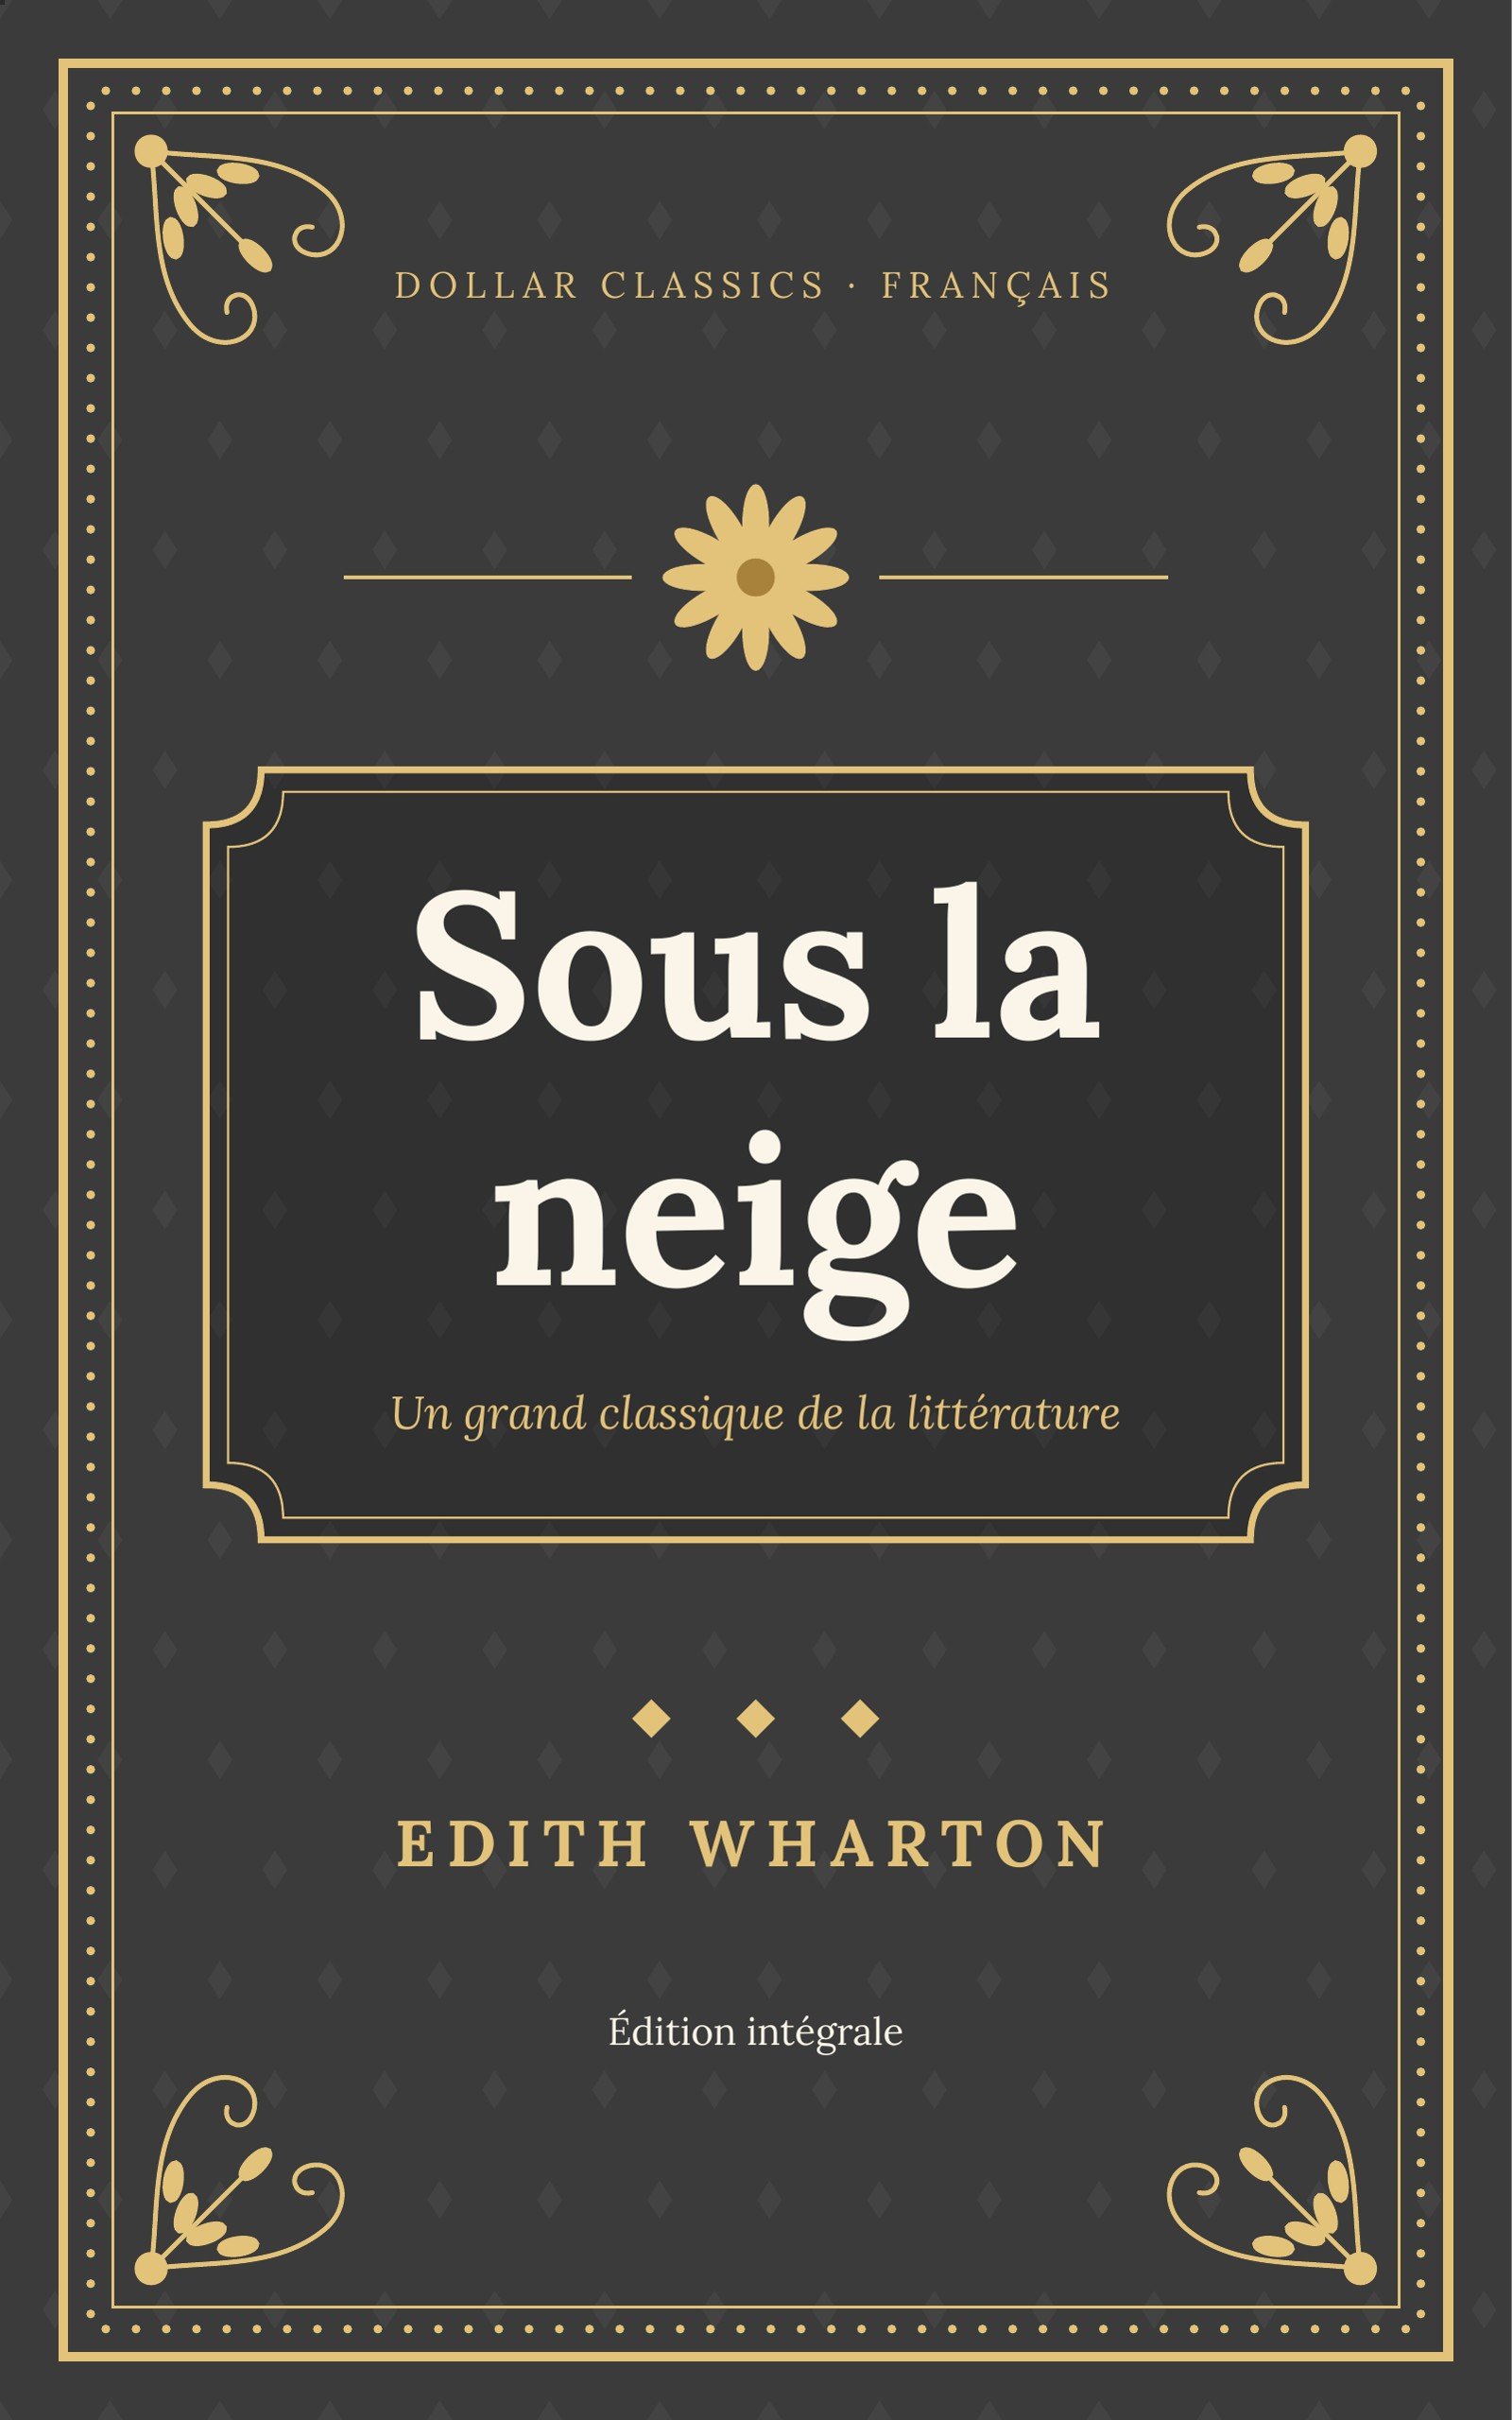 DOLLAR CLASSICS · FRANÇAIS
Sous la
neige
Un grand classique de la littérature
EDITH WHARTON
Édition intégrale